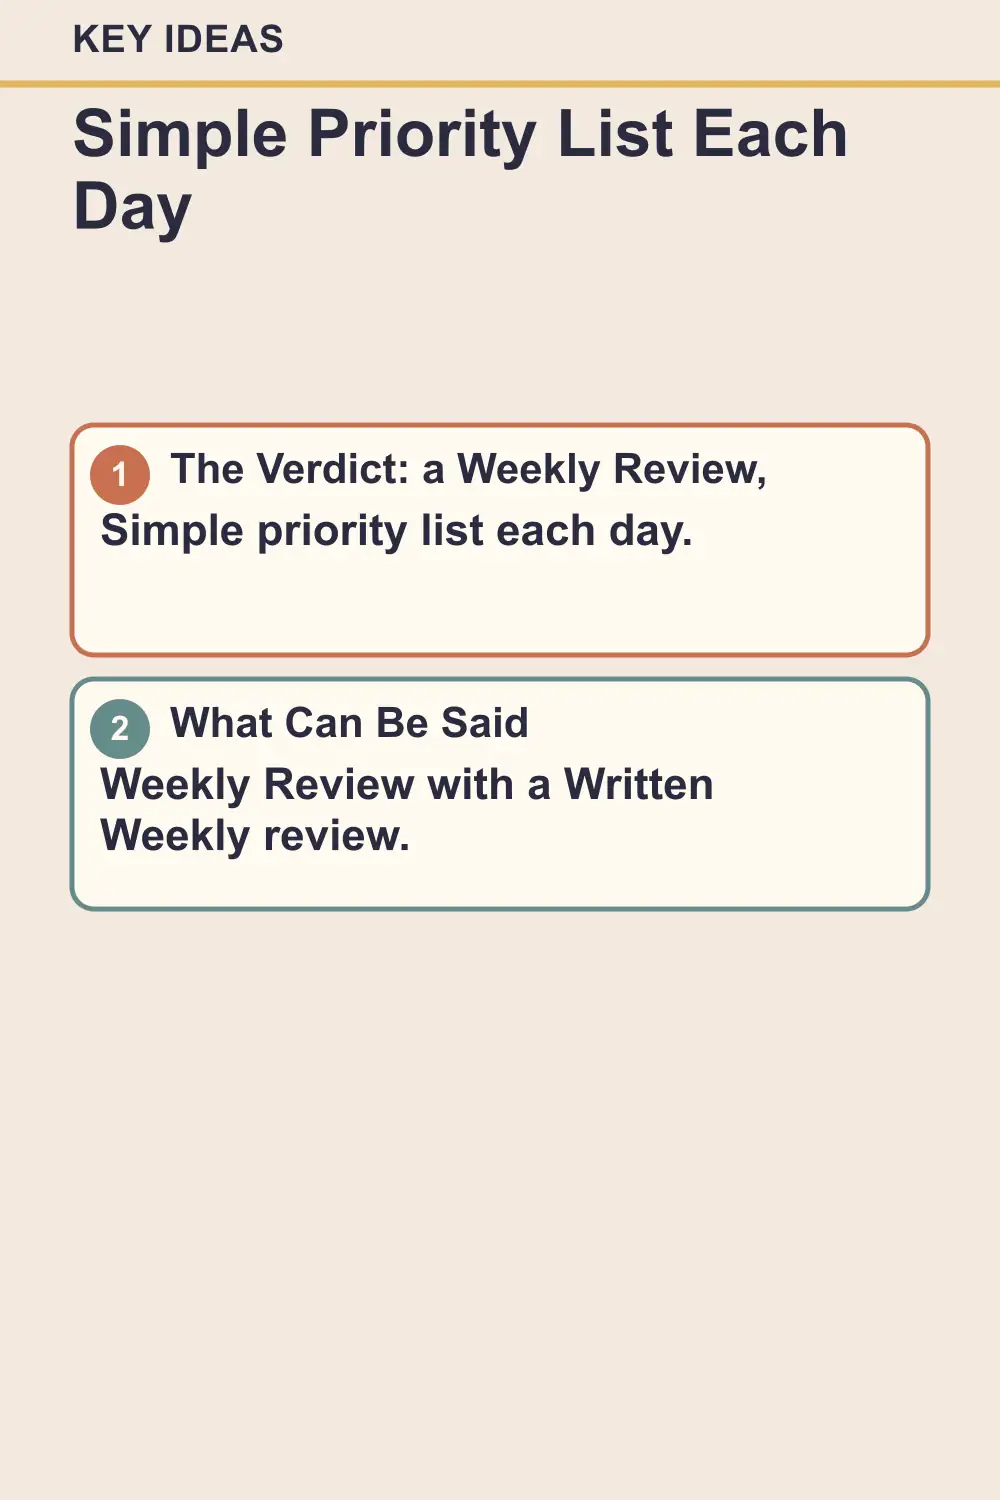 KEY IDEAS
Simple Priority List Each
Day
1
The Verdict: a Weekly Review,
Simple priority list each day.
2
What Can Be Said
Weekly Review with a Written
Weekly review.